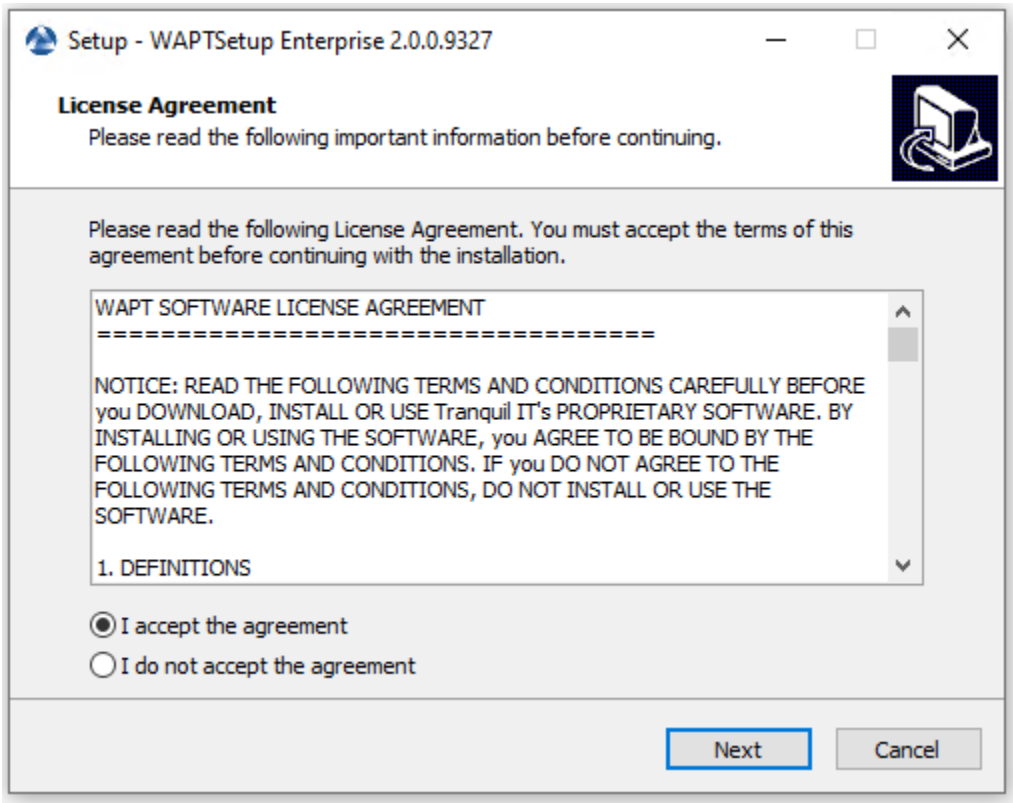 Setup - WAPTSetup Enterprise 2.0.0.9327
License Agreement
Please read the following important information before continuing.
Please read the following License Agreement. You must accept the terms of this
agreement before continuing with the installation.
WAPT SOFTWARE LICENSE AGREEMENT
===================================
NOTICE: READ THE FOLLOWING TERMS AND CONDITIONS CAREFULLY BEFORE
you DOWNLOAD, INSTALL OR USE Tranquil IT's PROPRIETARY SOFTWARE. BY
INSTALLING OR USING THE SOFTWARE, you AGREE TO BE BOUND BY THE
FOLLOWING TERMS AND CONDITIONS. IF you DO NOT AGREE TO THE
FOLLOWING TERMS AND CONDITIONS, DO NOT INSTALL OR USE THE
SOFTWARE.
1. DEFINITIONS
I accept the agreement
I do not accept the agreement
Next Cancel